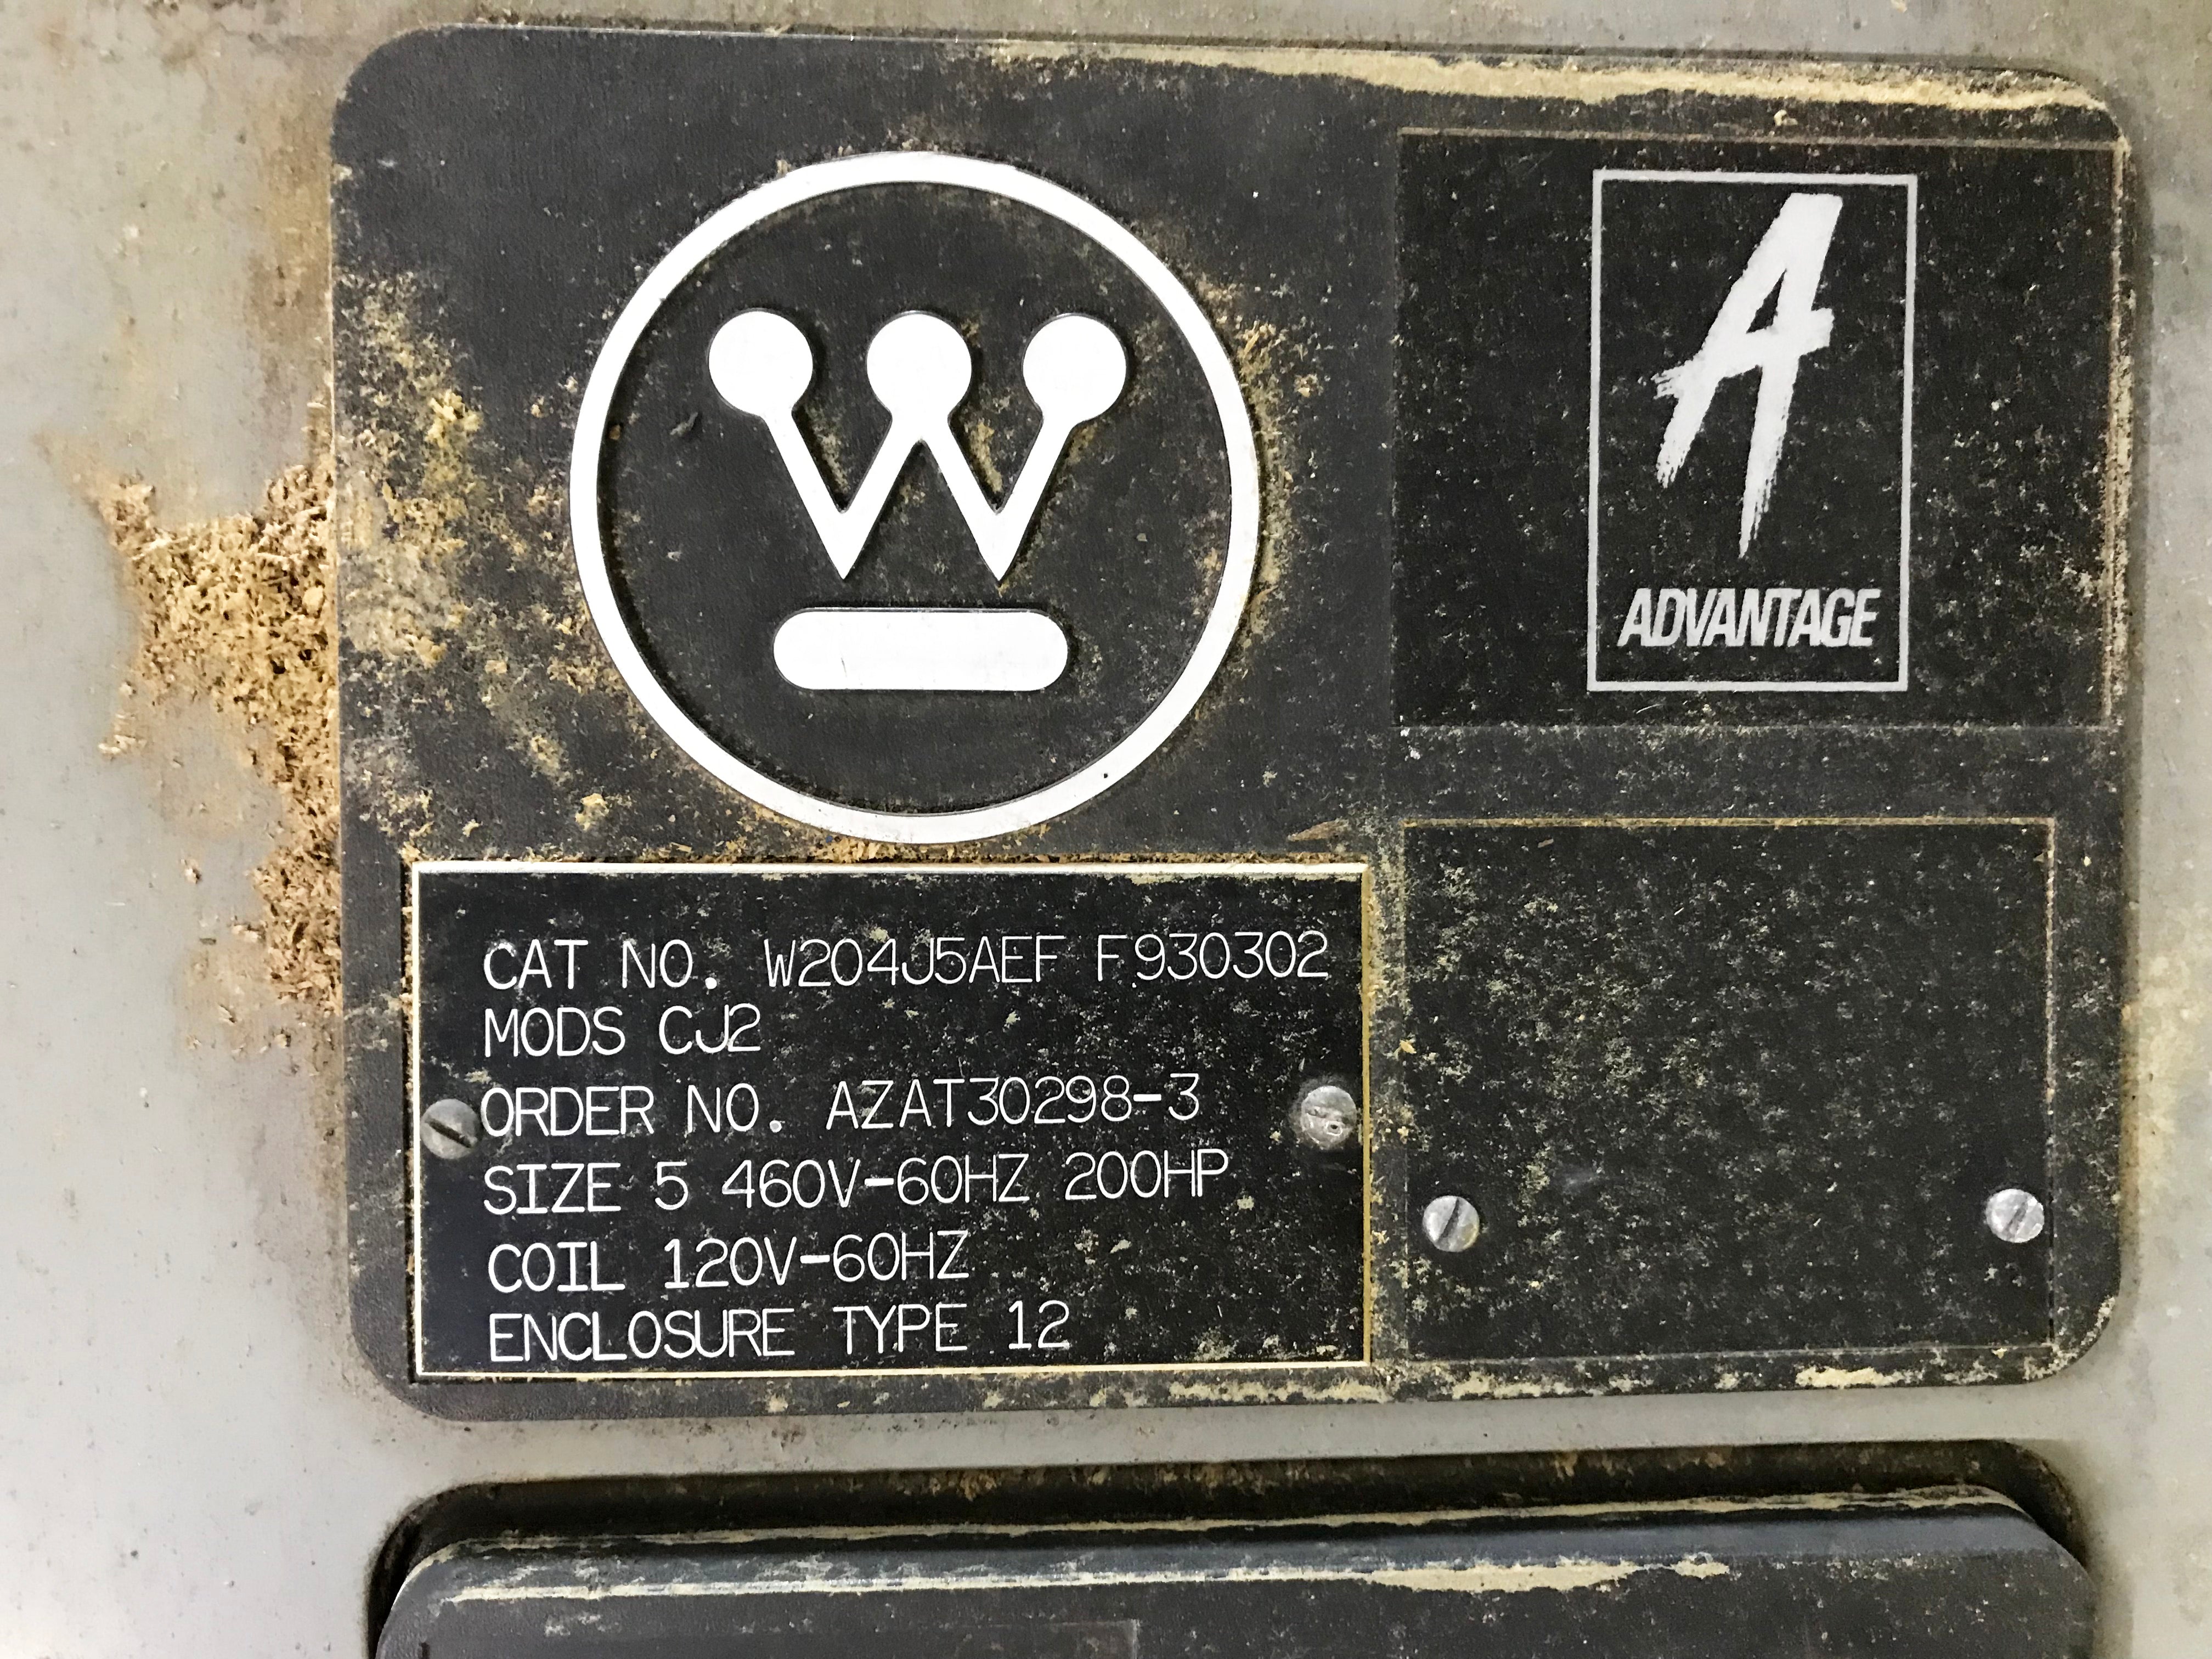 W
A
ADVANTAGE
CAT NO. W204J5AEF F930302
MODS CJ2
ORDER NO. AZAT30298-3
SIZE 5 460V-60HZ 200HP
COIL 120V-60HZ
ENCLOSURE TYPE 12